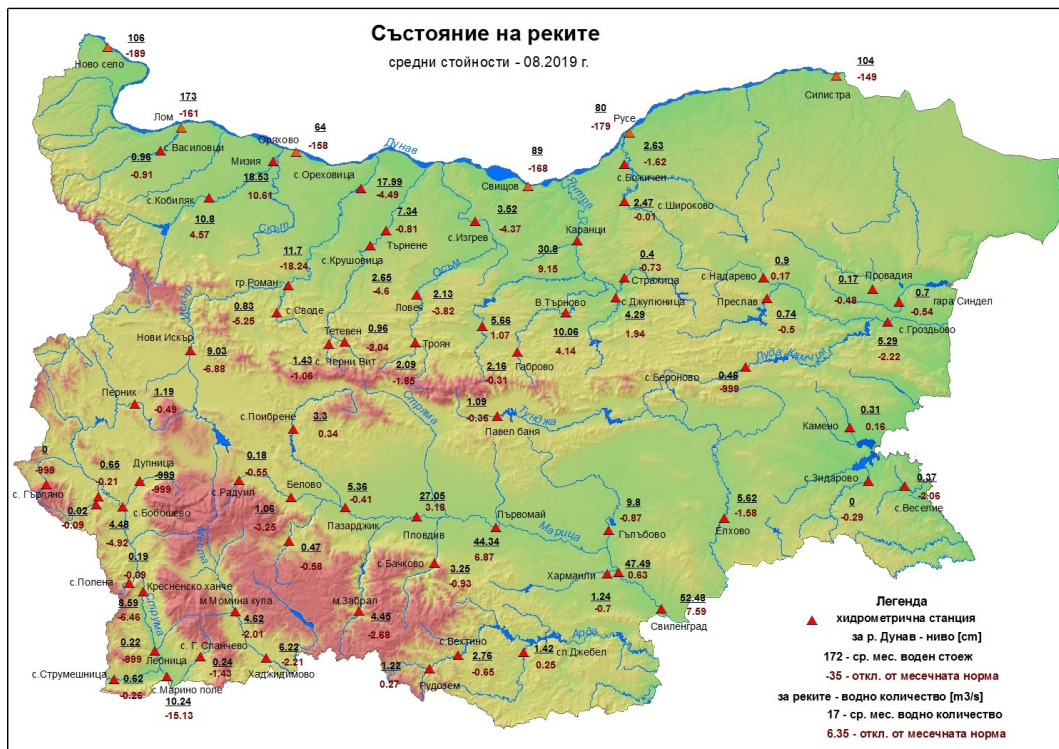 Състояние на реките
средни стойности - 08.2019 г.
106
-189
Ново село
173
-161
Лом
0.96
-0.91
с.Василовци
64
-158
Оряхово
Мизия
18.53
10.61
с.Кобиляк
10.8
4.57
Скът
с.Ореховица
17.99
-4.49
Дунав
89
-168
Свищов
80
-179
Русе
104
-149
Силистра
2.63
-1.62
с.Божичен
2.47
-0.01
с.Широково
Янтра
7.34
-0.81
Търнене
с.Крушовица
3.52
-4.37
с.Изгрев
Каранци
30.8
9.15
0.4
-0.73
Стражица
с.Джулюница
4.29
1.94
0.9
0.17
с.Надарево
Преслав
0.74
-0.5
0.17
-0.48
Провадия
0.7
-0.54
гара Синдел
с.Гроздьово
5.29
-2.22
11.7
-18.24
гр.Роман
0.83
-5.25
с.Своде
2.65
-4.6
Осъм
Ловеч
2.13
-3.82
Искър
Нови Искър
9.03
-6.88
Тетевен
0.96
-2.04
1.43
-1.06
с. Черни Вит
Троян
2.09
-1.85
5.66
1.07
В.Търново
10.06
4.14
2.16
-0.31
Габрово
Луда Камчия
с.Бероново
0.46
-999
Перник
1.19
-0.49
с.Поибрене
3.3
0.34
Стряма
1.09
-0.36
Павел баня
Тунджа
0.31
0.16
Камено
0
-999
с. Гърляно
0.65
-0.21
Дупница
-999
-999
0.02
-0.09
с.Бобошево
4.48
-4.92
0.18
-0.55
с.Радуил
Белово
1.06
-3.25
5.36
-0.41
Пазарджик
27.05
3.18
Пловдив
Първомай
44.34
6.87
Марица
9.8
-0.87
Гълъбово
5.62
-1.58
Елхово
с.Зидарово
0
-0.29
0.37
-2.06
с.Веселие
0.47
-0.58
с.Бачково
3.25
-0.93
Харманли
47.49
0.63
1.24
-0.7
52.48
7.59
Свиленград
0.19
-0.09
с.Полена
Кресненско ханче
8.59
-6.46
Места
Струма
м.Момина кула
4.62
-2.01
м.Забрал
4.45
-2.68
0.22
-999
Лебница
с. Г. Спанчево
0.24
-1.43
6.22
-2.21
Хаджидимово
с.Струмешница
0.62
-0.26
с.Марино поле
10.24
-15.13
1.22
0.27
Рудозем
с.Вехтино
2.76
-0.65
1.42
0.25
сп.Джебел
Арда
Легенда
хидрометрична станция
за р. Дунав - ниво [cm]
172 - ср. мес. воден стоеж
-35 - откл. от месечната норма
за реките - водно количество [m3/s]
17 - ср. мес. водно количество
6.35 - откл. от месечната норма